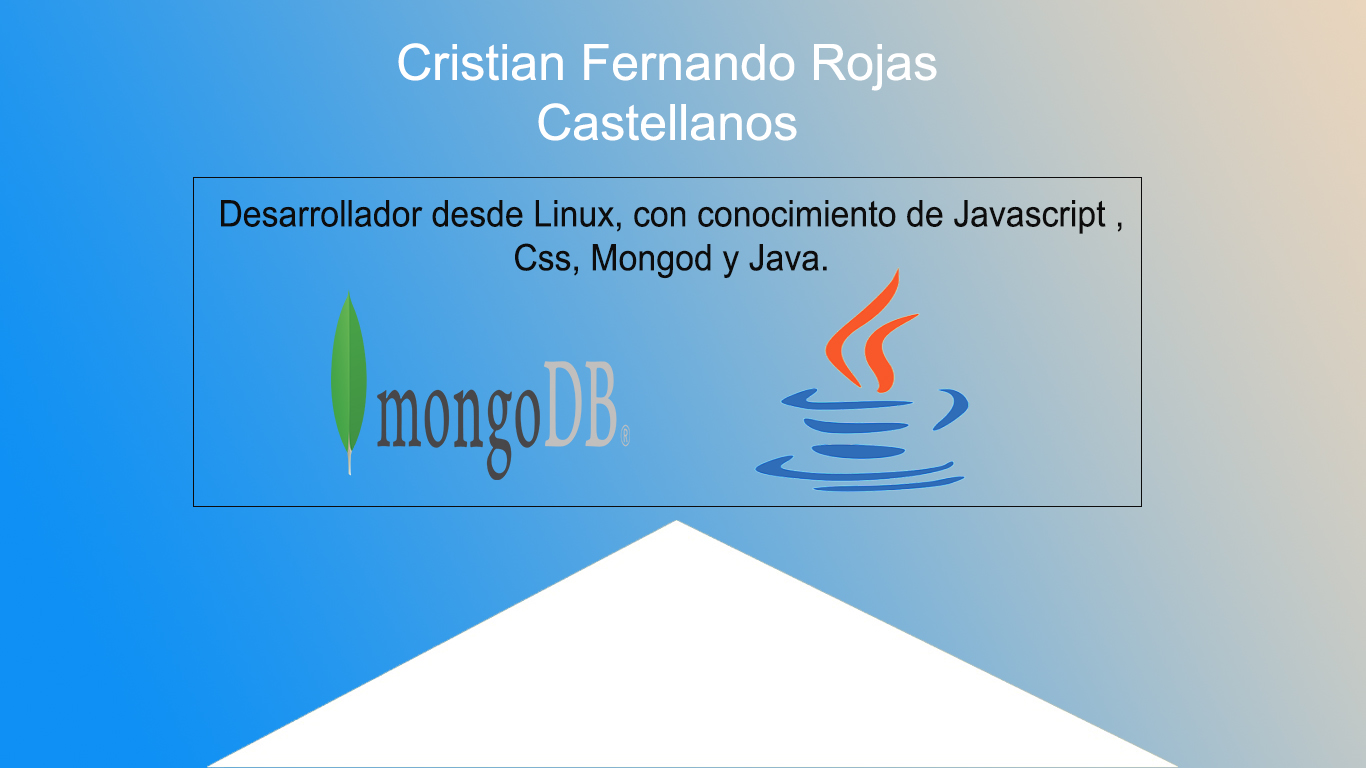 Cristian Fernando Rojas
Castellanos
Desarrollador desde Linux, con conocimiento de Javascript ,
Css, Mongod y Java.
mongoDB®